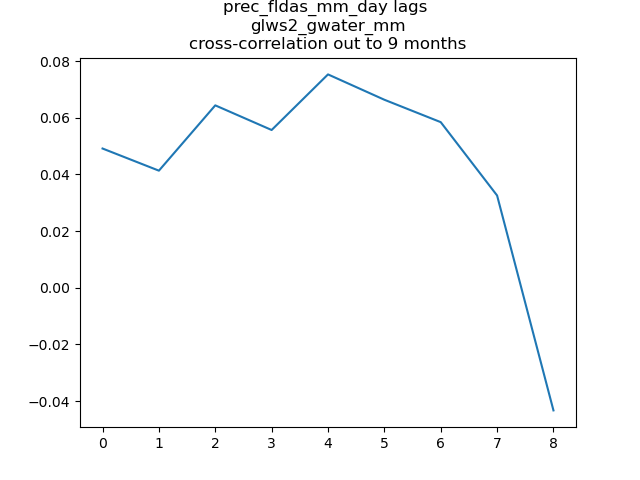 prec_fldas_mm_day lags
glws2_gwater_mm
cross-correlation out to 9 months
0.08
0.06
0.04
0.02
0.00
−0.02
−0.04
0 1 2 3 4 5 6 7 8